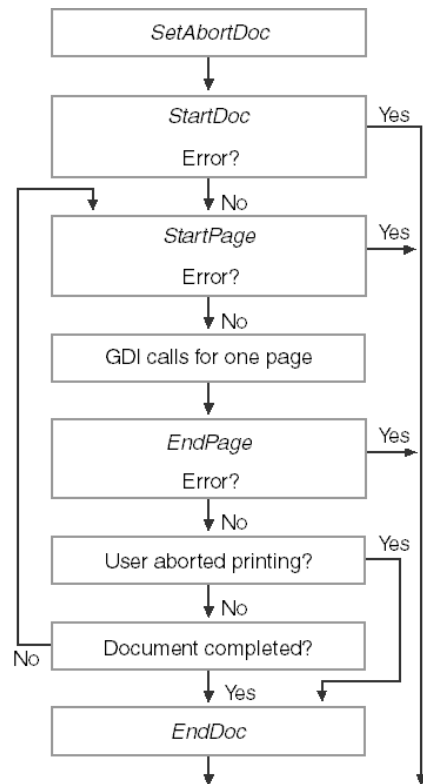 SetAbortDoc
StartDoc
Yes
Error?
No
StartPage
Yes
Error?
No
GDI calls for one page
EndPage
Yes
Error?
No
User aborted printing?
Yes
No
Document completed?
No
Yes
EndDoc